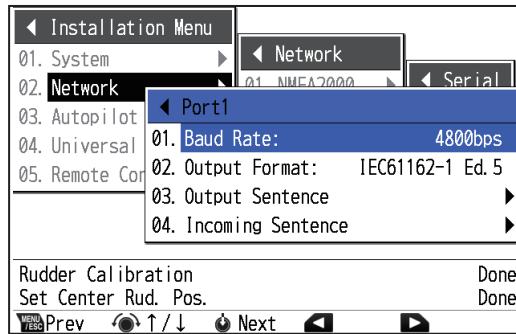 Installation Menu
01. System
02. Network
03. Autopilot
04. Universal
05. Remote Con
Network
01. NMEA2000
Serial
Port1
01. Baud Rate: 4800bps
02. Output Format: IEC61162-1 Ed.5
03. Output Sentence
04. Incoming Sentence
Rudder Calibration Done
Set Center Rud. Pos. Done
MENU/ESC Prev ↑/↓ Next